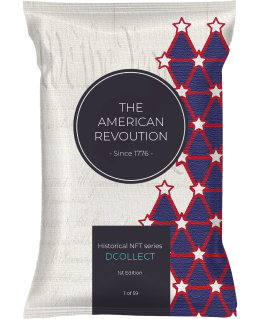 THE
AMERICAN
REVOUTION
- Since 1776 -
Historical NFT series
DCOLLECT
1st Edition
1 of 59